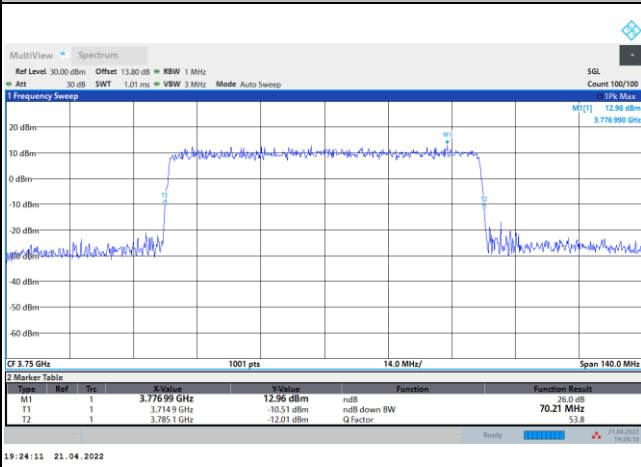 MultiView Spectrum
Ref Level 30.00 dBm Offset 13.80 dB RBW 1 MHz SGL
Att 30 dB SWT 1.01 ms VBW 3 MHz Mode Auto Sweep Count 100/100
1 Frequency Sweep 1Pk Max
M1[1] 12.96 dBm
3.776 990 GHz
20 dBm
M1
10 dBm
0 dBm
T1
T2
-10 dBm
-20 dBm
-30 dBm
-40 dBm
-50 dBm
-60 dBm
CF 3.75 GHz 1001 pts 14.0 MHz/ Span 140.0 MHz
2 Marker Table
Type Ref Trc X-Value Y-Value Function Function Result
M1 1 3.776 99 GHz 12.96 dBm ndB 26.0 dB
T1 1 3.714 9 GHz -10.51 dBm ndB down BW 70.21 MHz
T2 1 3.785 1 GHz -12.01 dBm Q Factor 53.8
Ready 21.04.2022
19:24:10
19:24:11 21.04.2022